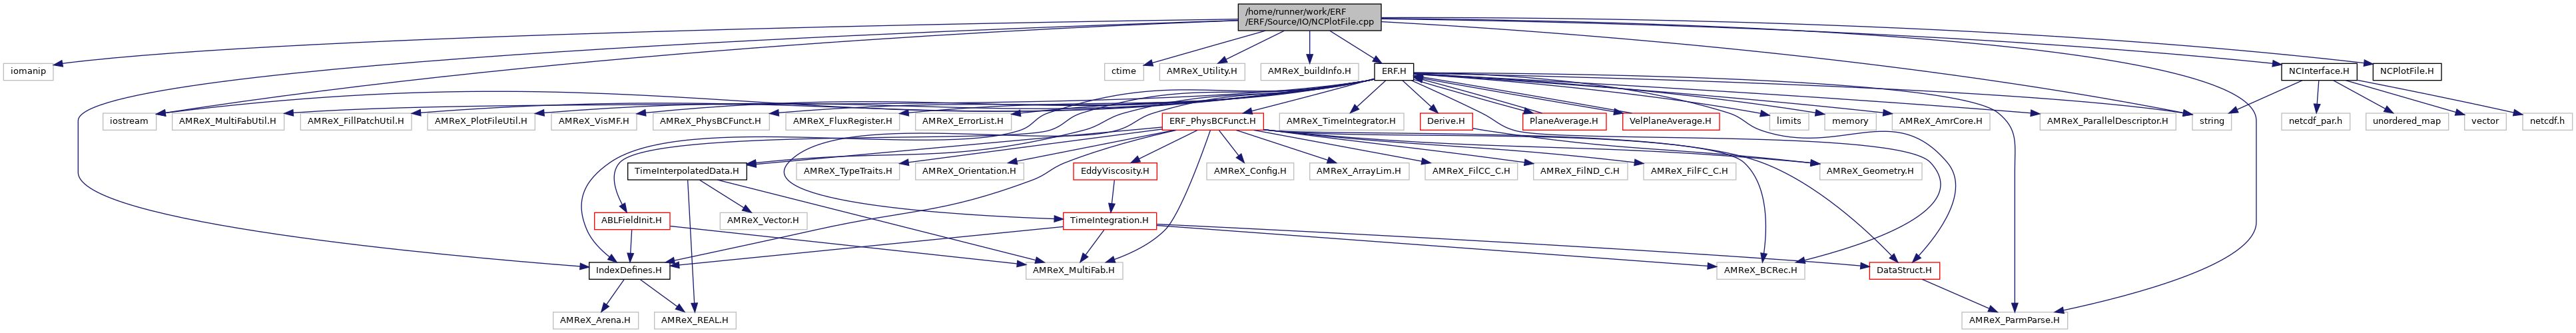 /home/runner/work/ERF
/ERF/Source/IO/NCPlotFile.cpp
iomanip
ctime
AMReX_Utility.H
AMReX_buildInfo.H
ERF.H
NCInterface.H
NCPlotFile.H
iostream
AMReX_MultiFabUtil.H
AMReX_FillPatchUtil.H
AMReX_PlotFileUtil.H
AMReX_VisMF.H
AMReX_PhysBCFunct.H
AMReX_FluxRegister.H
AMReX_ErrorList.H
ERF_PhysBCFunct.H
AMReX_TimeIntegrator.H
Derive.H
PlaneAverage.H
VelPlaneAverage.H
limits
memory
AMReX_AmrCore.H
AMReX_ParallelDescriptor.H
string
netcdf_par.h
unordered_map
vector
netcdf.h
TimeInterpolatedData.H
AMReX_TypeTraits.H
AMReX_Orientation.H
EddyViscosity.H
AMReX_Config.H
AMReX_ArrayLim.H
AMReX_FilCC_C.H
AMReX_FilND_C.H
AMReX_FilFC_C.H
AMReX_Geometry.H
ABLFieldInit.H
AMReX_Vector.H
TimeIntegration.H
IndexDefines.H
AMReX_MultiFab.H
AMReX_BCRec.H
DataStruct.H
AMReX_Arena.H
AMReX_REAL.H
AMReX_ParmParse.H